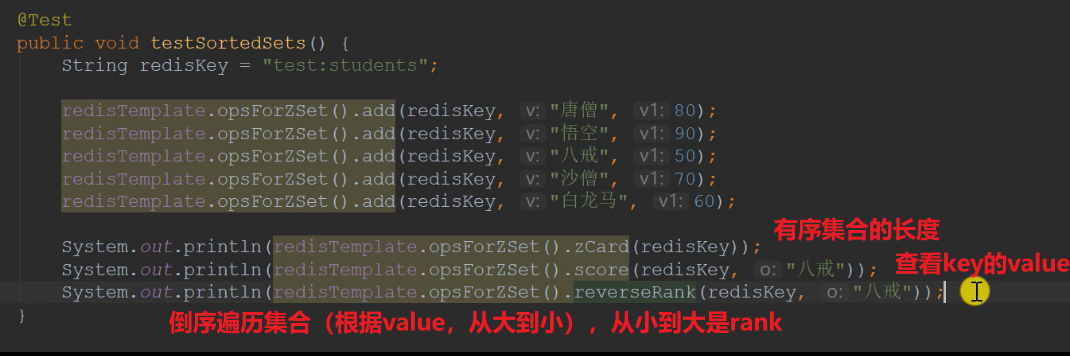 @Test
public void testSortedSets() {
String redisKey = "test:students";
redisTemplate.opsForZSet().add(redisKey, v: "唐僧", v1: 80);
redisTemplate.opsForZSet().add(redisKey, v: "悟空", v1: 90);
redisTemplate.opsForZSet().add(redisKey, v: "八戒", v1: 50);
redisTemplate.opsForZSet().add(redisKey, v: "沙僧", v1: 70);
redisTemplate.opsForZSet().add(redisKey, v: "白龙马", v1: 60);
System.out.println(redisTemplate.opsForZSet().zCard(redisKey)); 有序集合的长度
System.out.println(redisTemplate.opsForZSet().score(redisKey, o: "八戒")); 查看key的value
System.out.println(redisTemplate.opsForZSet().reverseRank(redisKey, o: "八戒"));
}
倒序遍历集合（根据value，从大到小），从小到大是rank